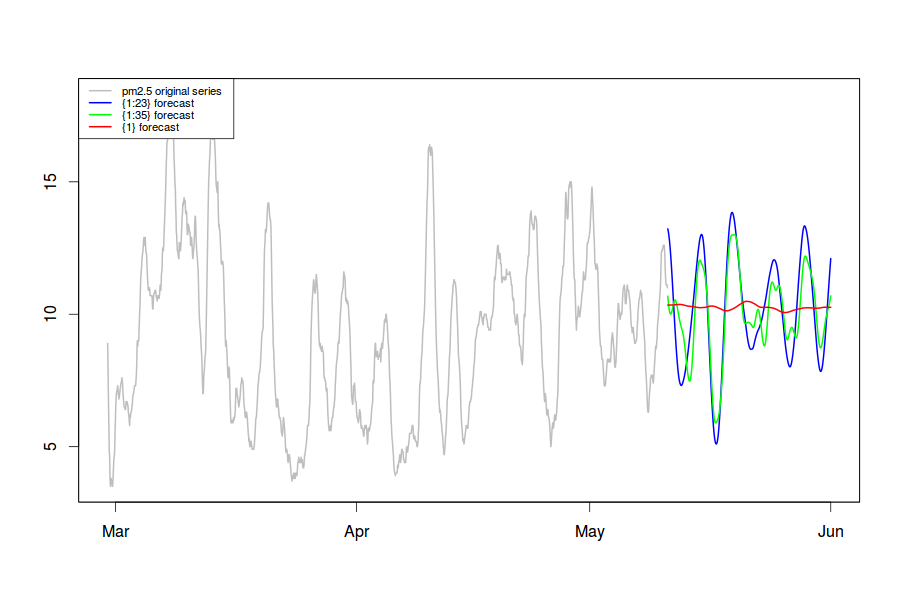 pm2.5 original series
{1:23} forecast
{1:35} forecast
{1} forecast
15
10
5
Mar Apr May Jun